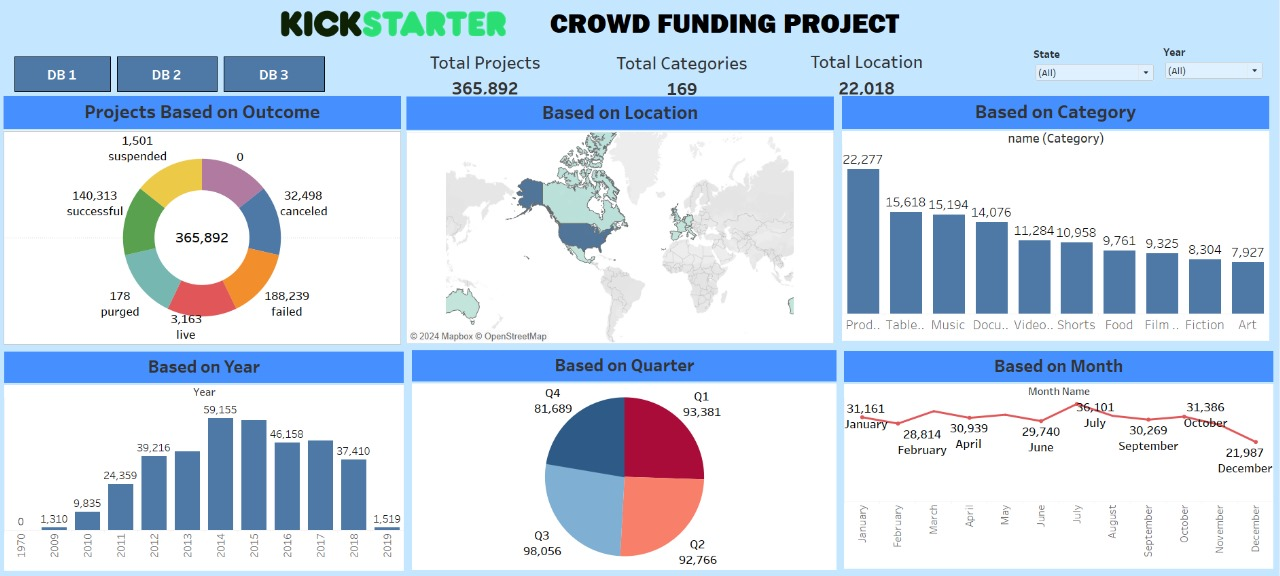 KICKSTARTER CROWD FUNDING PROJECT
DB 1
DB 2
DB 3
Total Projects
365,892
Total Categories
169
Total Location
22,018
State
(All)
Year
(All)
Projects Based on Outcome
1,501
suspended
0
140,313
successful
32,498
canceled
365,892
178
purged
188,239
failed
3,163
live
Based on Location
© 2024 Mapbox © OpenStreetMap
Based on Category
name (Category)
22,277
15,618
15,194
14,076
11,284
10,958
9,761
9,325
8,304
7,927
Prod..
Table..
Music
Docu..
Video..
Shorts
Food
Film ..
Fiction
Art
Based on Year
Year
0
1,310
9,835
24,359
39,216
59,155
46,158
37,410
1,519
1970
2009
2010
2011
2012
2013
2014
2015
2016
2017
2018
2019
Based on Quarter
Q4
81,689
Q1
93,381
Q3
98,056
Q2
92,766
Based on Month
Month Name
31,161
January
28,814
February
30,939
April
29,740
June
36,101
July
30,269
September
31,386
October
21,987
December
January
February
March
April
May
June
July
August
September
October
November
December